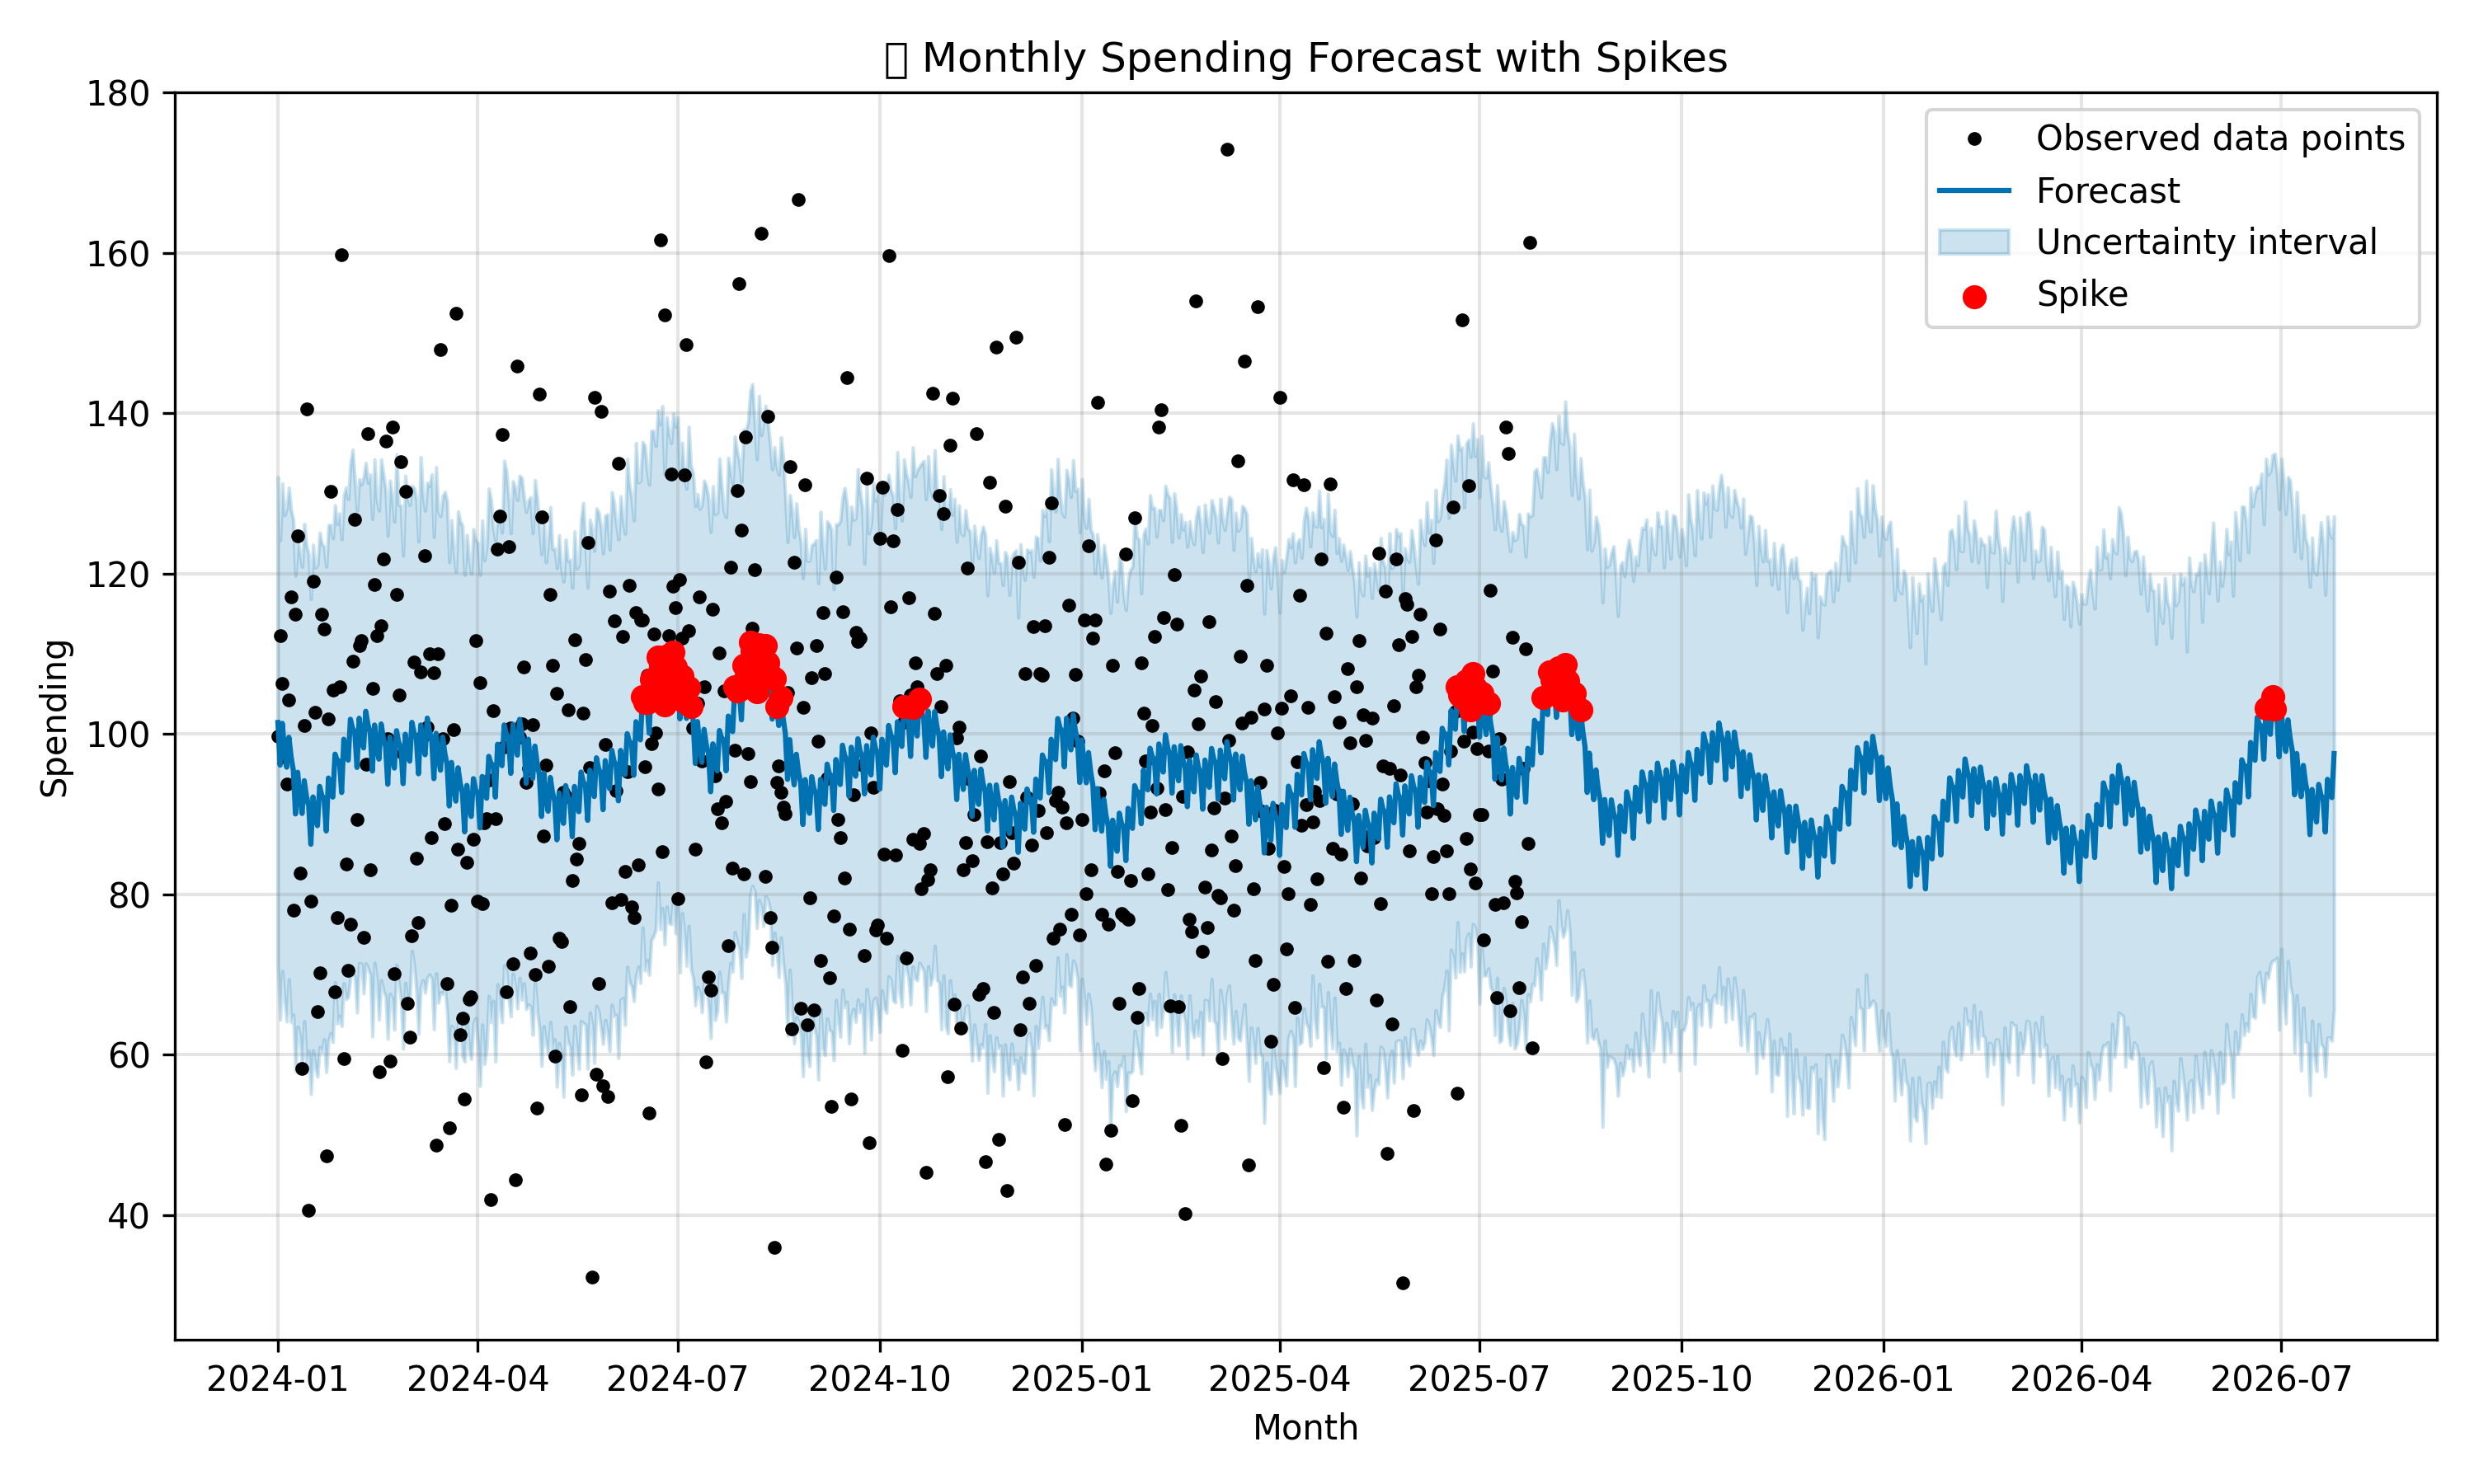 ▯ Monthly Spending Forecast with Spikes
180
160
140
120
100
80
60
40
Spending
Observed data points
Forecast
Uncertainty interval
Spike
2024-01 2024-04 2024-07 2024-10 2025-01 2025-04 2025-07 2025-10 2026-01 2026-04 2026-07
Month